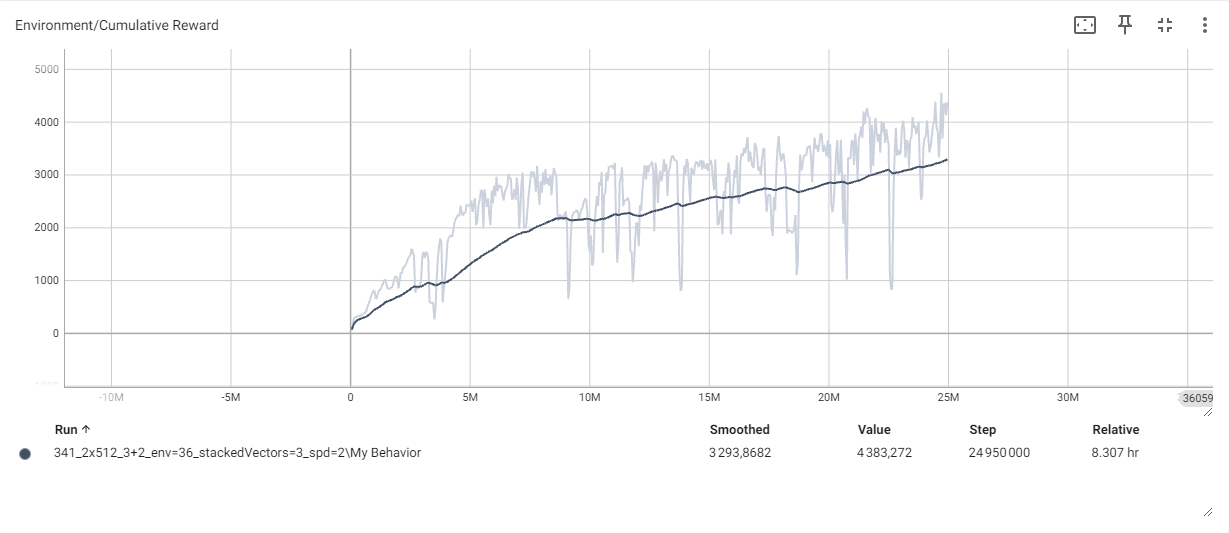 Environment/Cumulative Reward
5000
4000
3000
2000
1000
0
-10M -5M 0 5M 10M 15M 20M 25M 30M 36059
Run ↑ Smoothed Value Step Relative
341_2x512_3+2_env=36_stackedVectors=3_spd=2\My Behavior 3 293,8682 4 383,272 24 950 000 8.307 hr